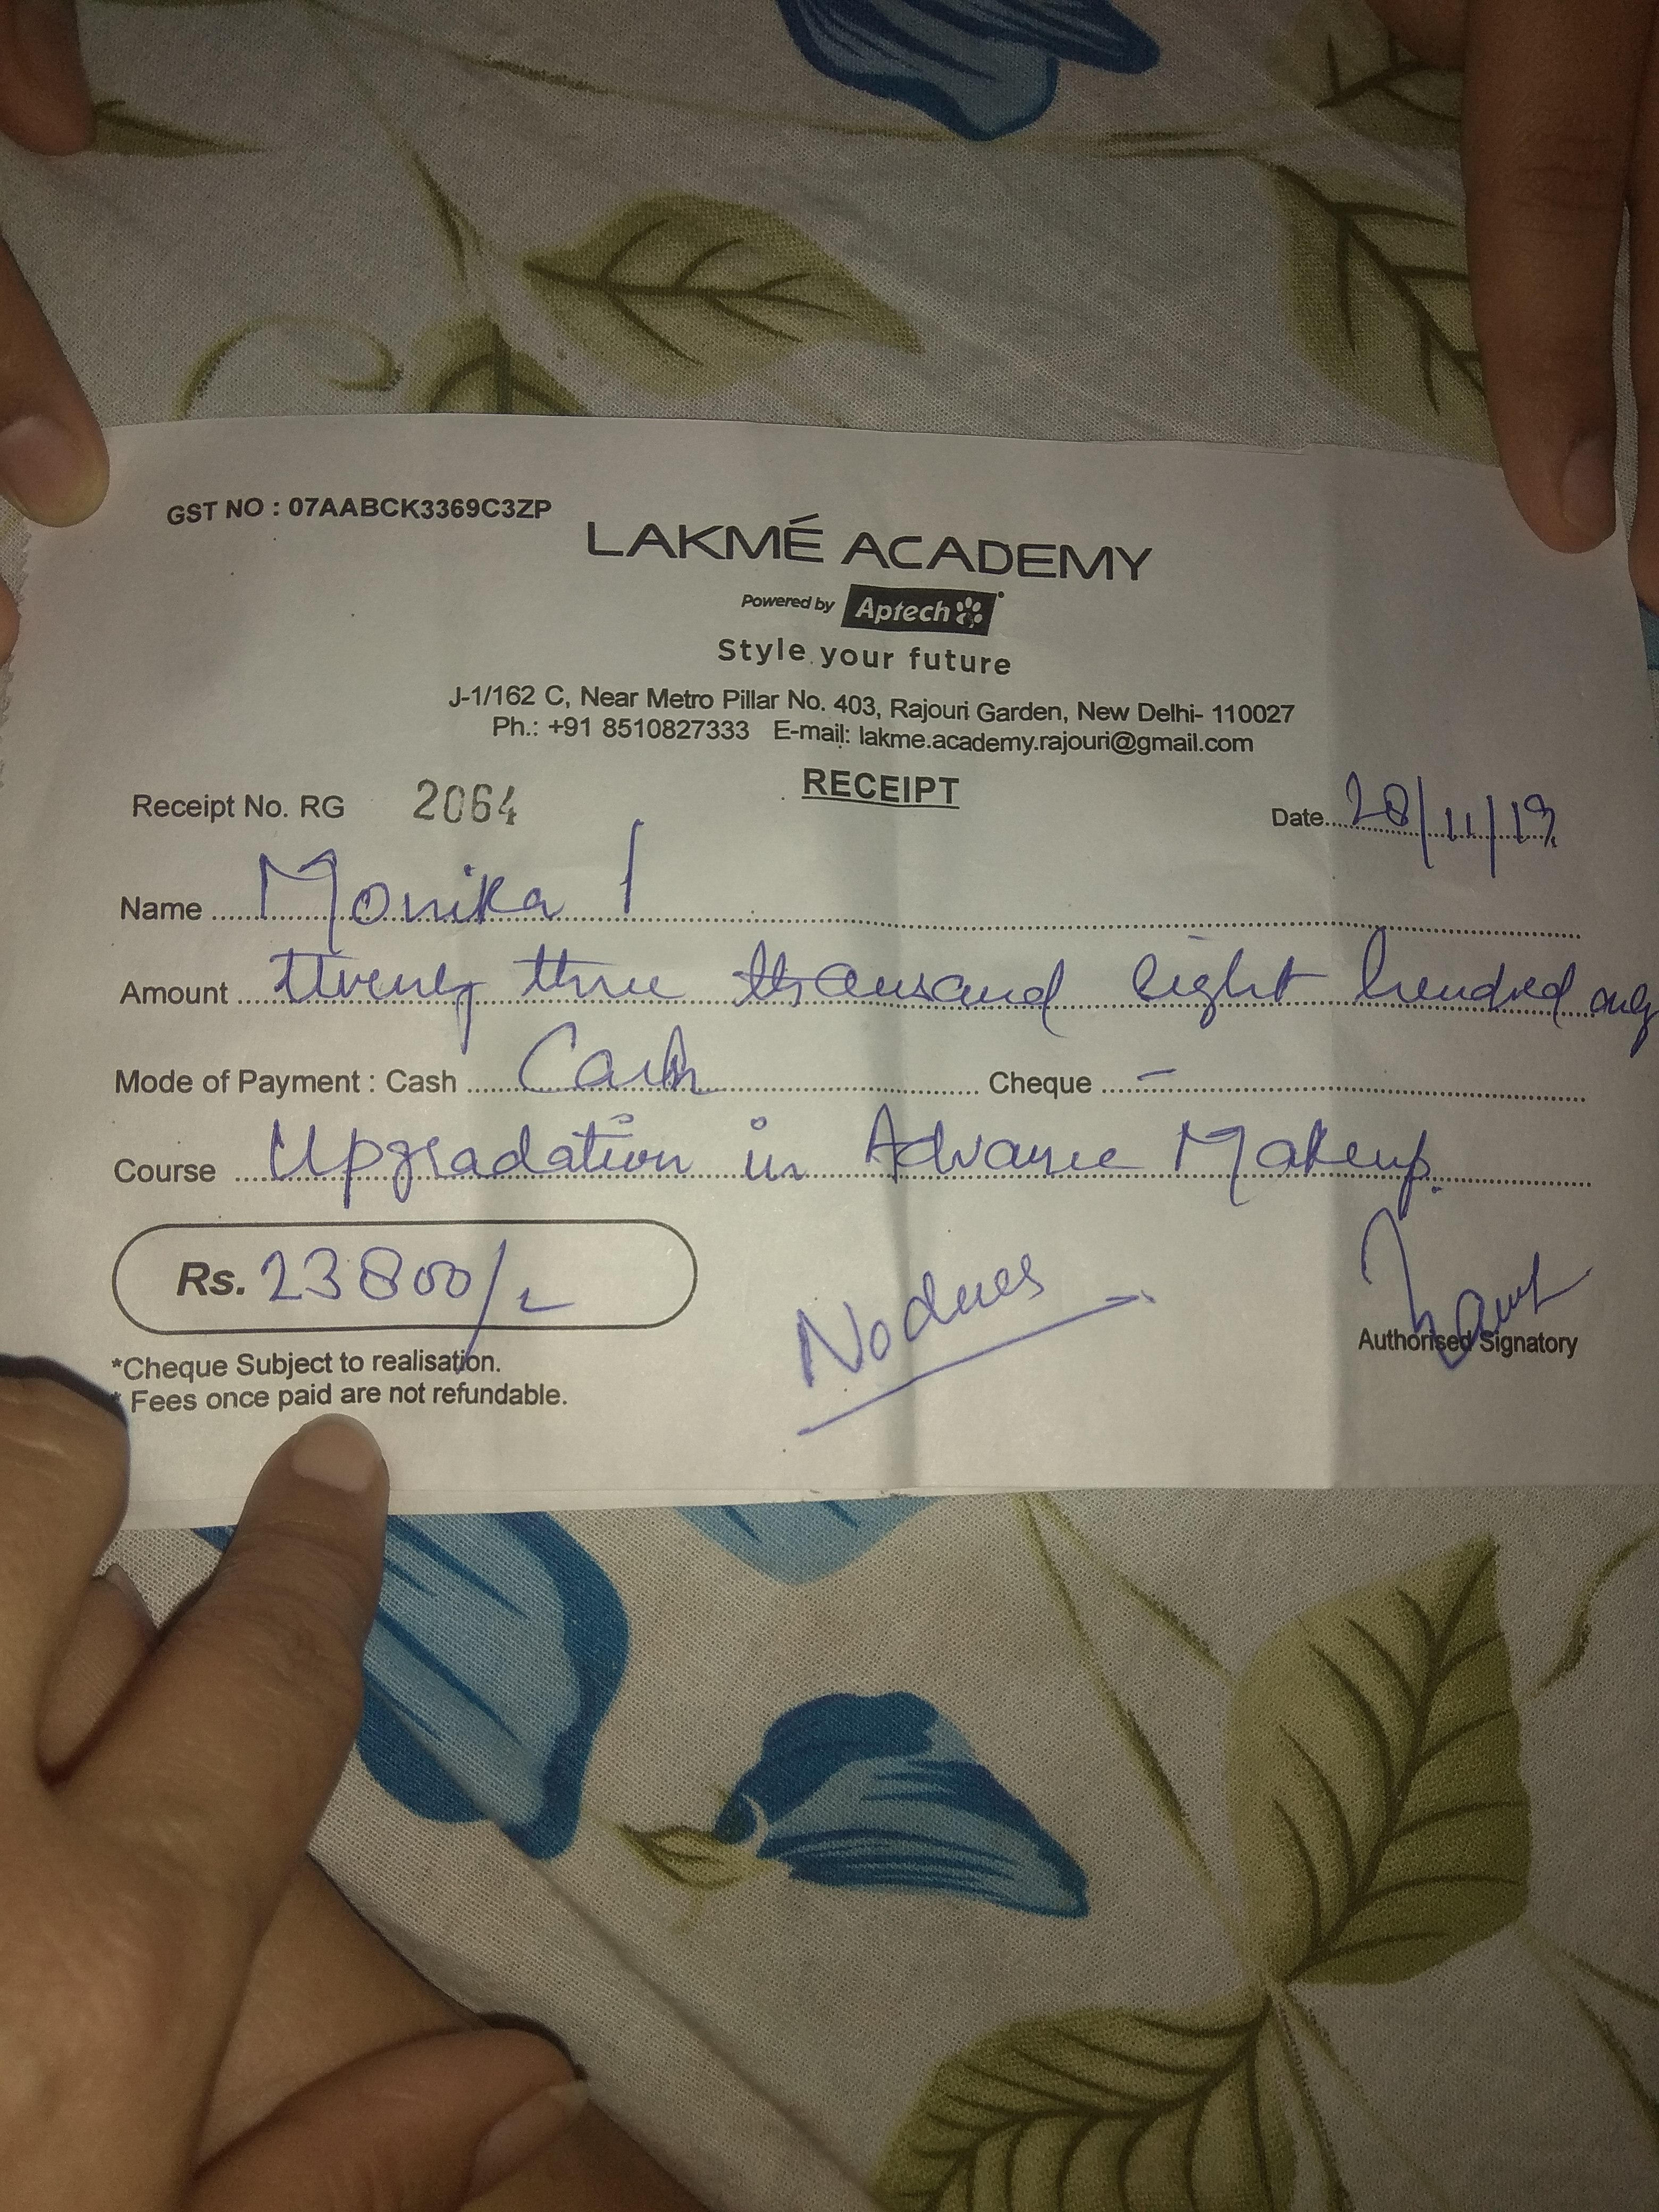 GST NO : 07AABCK3369C3ZP
LAKMÉ ACADEMY
Powered by Aptech
Style your future
J-1/162 C, Near Metro Pillar No. 403, Rajouri Garden, New Delhi- 110027
Ph.: +91 8510827333 E-mail: lakme.academy.rajouri@gmail.com
RECEIPT
Receipt No. RG 2064 Date 28/11/19
Name Monika
Amount Twenty three thousand eight hundred only
Mode of Payment : Cash Cash Cheque –
Course Upgradation in Advance Makeup.
Rs. 23800/-
No dues
Authorised Signatory
*Cheque Subject to realisation.
* Fees once paid are not refundable.